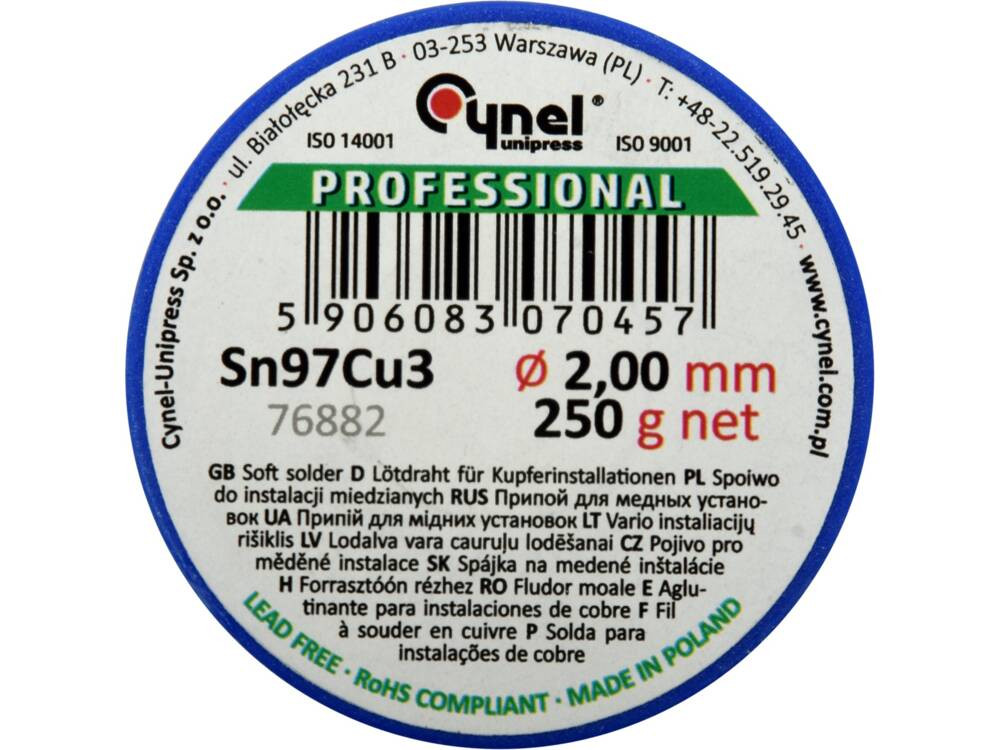 Cynel-Unipress Sp. z o.o. · ul. Białołęcka 231 B · 03-253 Warszawa (PL) · T: +48-22.519.29.45 · www.cynel.com.pl
Cynel®
unipress
ISO 14001
ISO 9001
PROFESSIONAL
5 906083 070457
Sn97Cu3
Ø 2,00 mm
76882
250 g net
GB Soft solder D Lötdraht für Kupferinstallationen PL Spoiwo
do instalacji miedzianych RUS Припой для медных устано-
вок UA Припій для мідних установок LT Vario instaliacijų
rišiklis LV Lodalva vara cauruļu lodēšanai CZ Pojivo pro
měděné instalace SK Spájka na medené inštalácie
H Forrasztóón rézhez RO Fludor moale E Aglu-
tinante para instalaciones de cobre F Fil
à souder en cuivre P Solda para
instalações de cobre
LEAD FREE · RoHS COMPLIANT · MADE IN POLAND